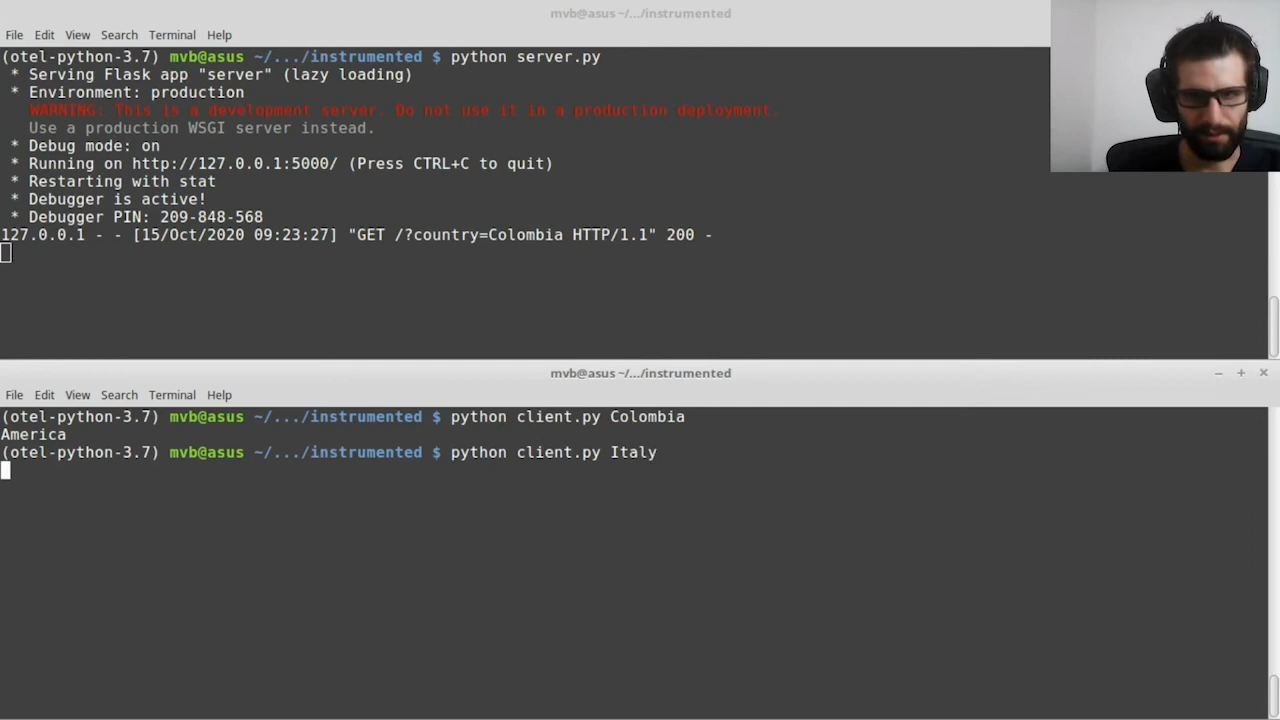 mvb@asus ~/.../instrumented
File Edit View Search Terminal Help
(otel-python-3.7) mvb@asus ~/.../instrumented $ python server.py
* Serving Flask app "server" (lazy loading)
* Environment: production
WARNING: This is a development server. Do not use it in a production deployment.
Use a production WSGI server instead.
* Debug mode: on
* Running on http://127.0.0.1:5000/ (Press CTRL+C to quit)
* Restarting with stat
* Debugger is active!
* Debugger PIN: 209-848-568
127.0.0.1 - - [15/Oct/2020 09:23:27] "GET /?country=Colombia HTTP/1.1" 200 -
mvb@asus ~/.../instrumented
File Edit View Search Terminal Help
(otel-python-3.7) mvb@asus ~/.../instrumented $ python client.py Colombia
America
(otel-python-3.7) mvb@asus ~/.../instrumented $ python client.py Italy